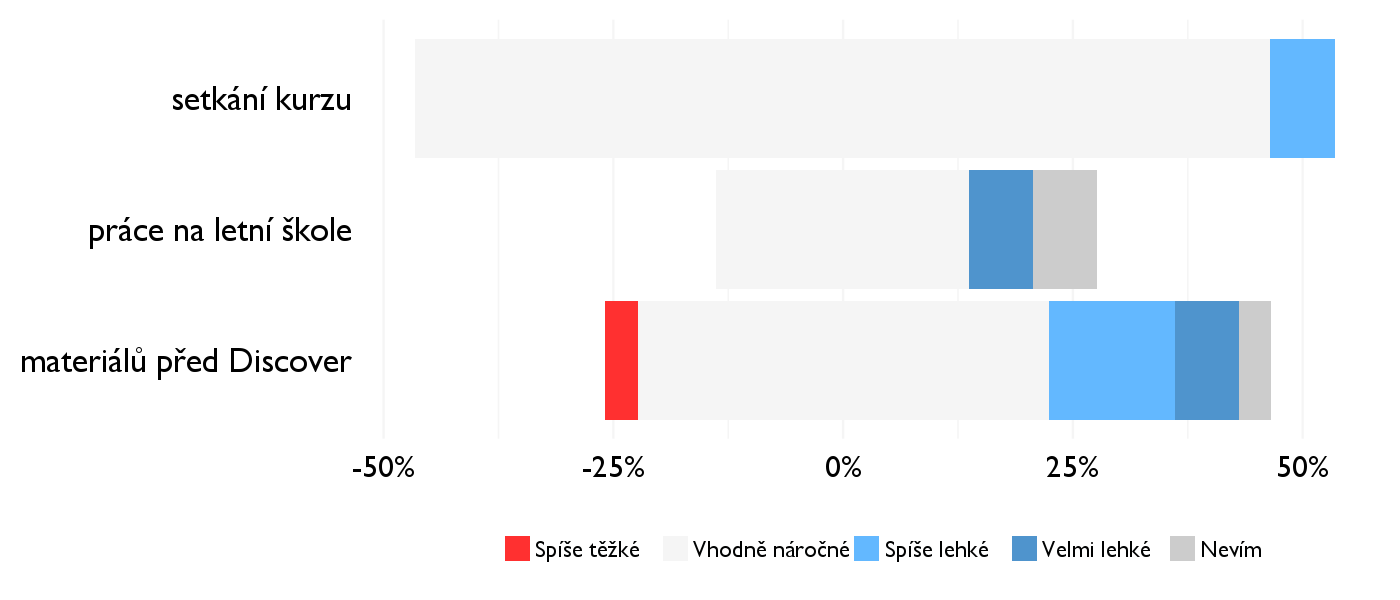 setkání kurzu
práce na letní škole
materiálů před Discover
-50% -25% 0% 25% 50%
Spíše těžké Vhodně náročné Spíše lehké Velmi lehké Nevím